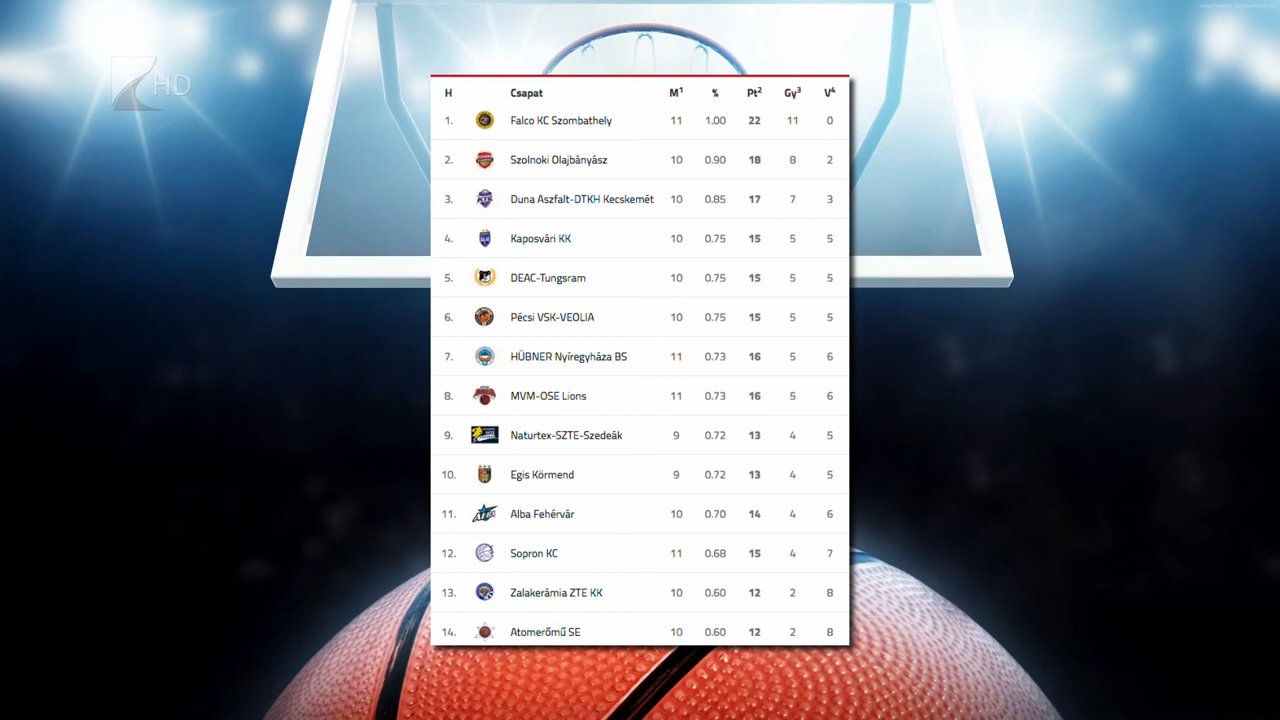 HD
H Csapat M¹ % Pt² Gy³ V⁴
1. Falco KC Szombathely 11 1.00 22 11 0
2. Szolnoki Olajbányász 10 0.90 18 8 2
3. Duna Aszfalt-DTKH Kecskemét 10 0.85 17 7 3
4. Kaposvári KK 10 0.75 15 5 5
5. DEAC-Tungsram 10 0.75 15 5 5
6. Pécsi VSK-VEOLIA 10 0.75 15 5 5
7. HÜBNER Nyíregyháza BS 11 0.73 16 5 6
8. MVM-OSE Lions 11 0.73 16 5 6
9. Naturtex-SZTE-Szedeák 9 0.72 13 4 5
10. Egis Körmend 9 0.72 13 4 5
11. Alba Fehérvár 10 0.70 14 4 6
12. Sopron KC 11 0.68 15 4 7
13. Zalakerámia ZTE KK 10 0.60 12 2 8
14. Atomerőmű SE 10 0.60 12 2 8